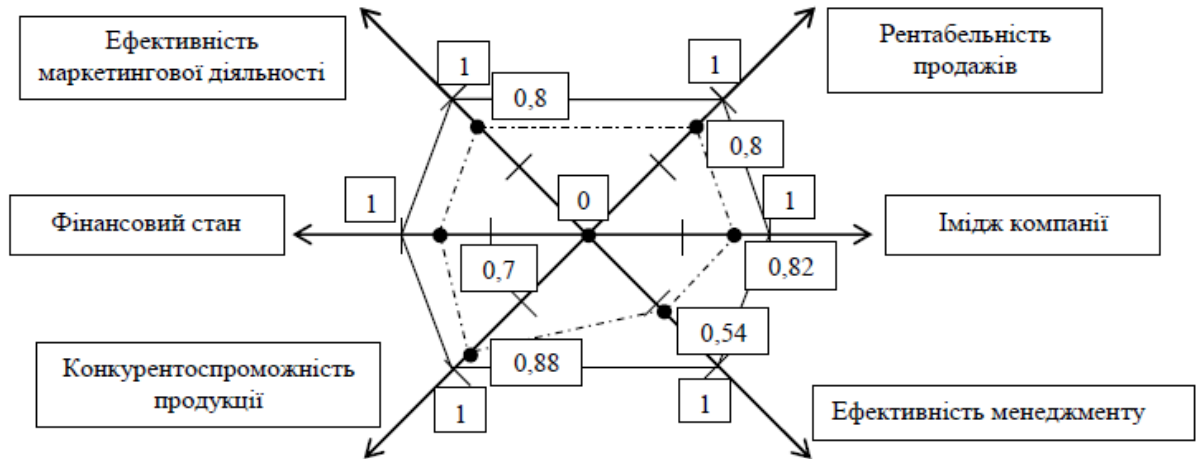 Ефективність
маркетингової діяльності
Рентабельність
продажів
1
1
0,8
0,8
Фінансовий стан
1
0
1
Імідж компанії
0,7
0,82
0,54
0,88
Конкурентоспроможність
продукції
1
1
Ефективність менеджменту